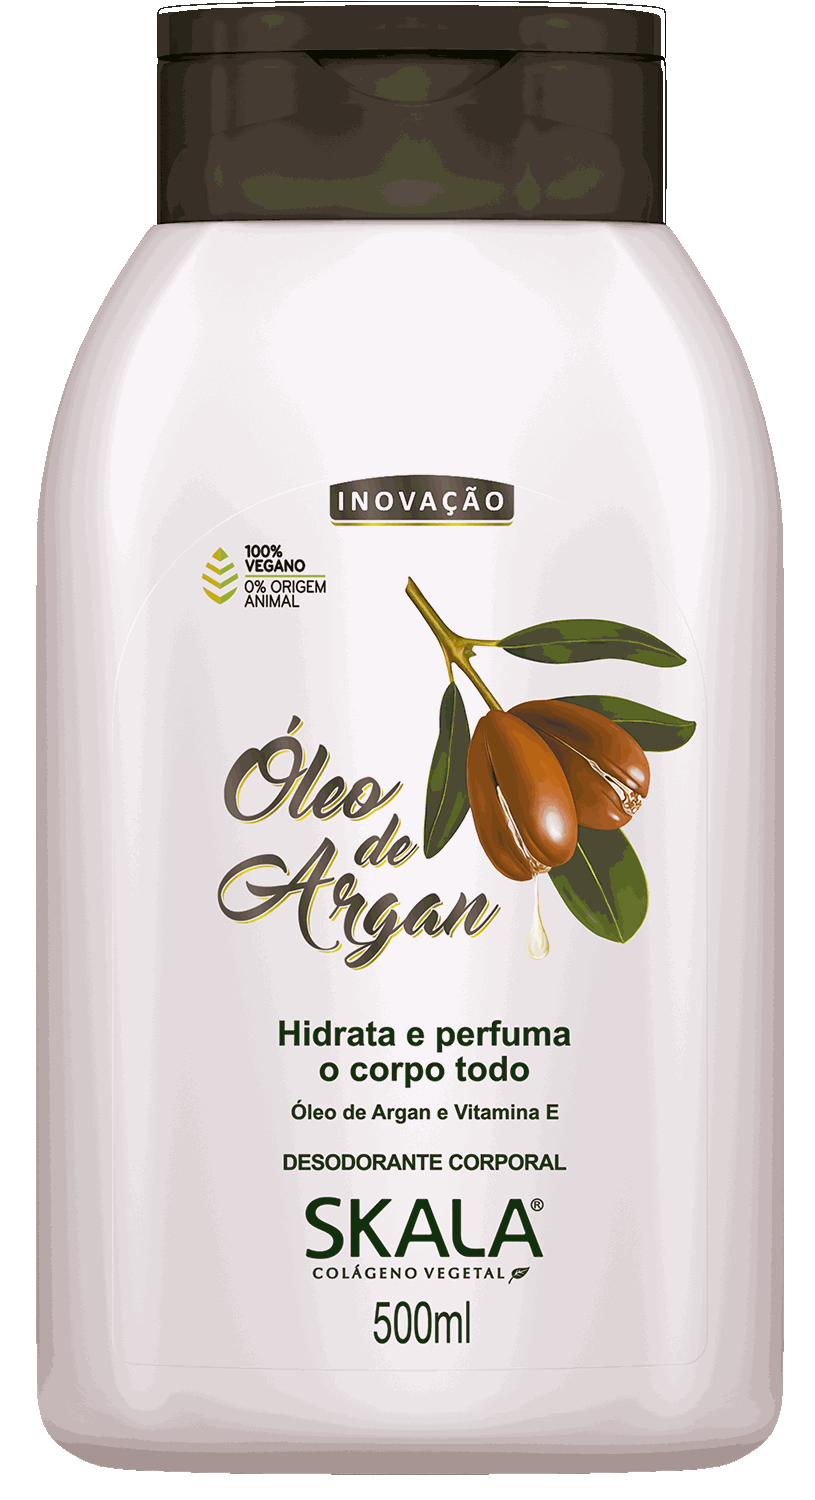 INOVAÇÃO
100%
VEGANO
0% ORIGEM
ANIMAL
Óleo
de
Argan
Hidrata e perfuma
o corpo todo
Óleo de Argan e Vitamina E
DESODORANTE CORPORAL
SKALA®
COLÁGENO VEGETAL
500ml